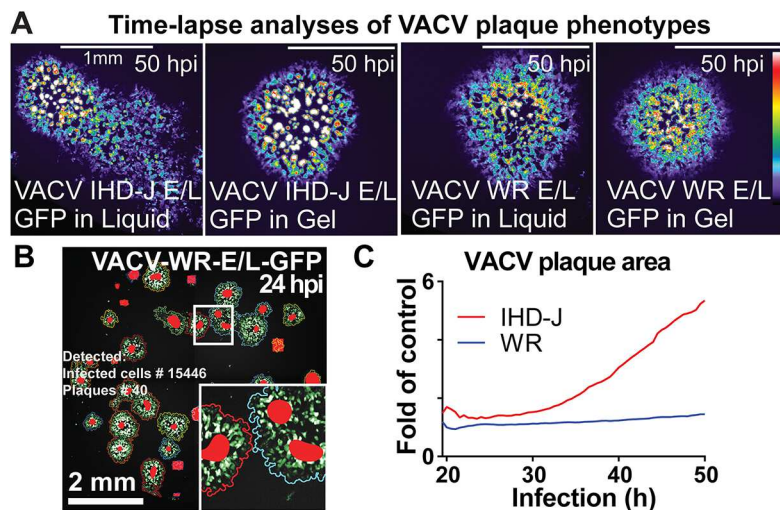 A
Time-lapse analyses of VACV plaque phenotypes
1mm
50 hpi
VACV IHD-J E/L
GFP in Liquid
50 hpi
VACV IHD-J E/L
GFP in Gel
50 hpi
VACV WR E/L
GFP in Liquid
50 hpi
VACV WR E/L
GFP in Gel
B
VACV-WR-E/L-GFP
24 hpi
Detected:
Infected cells # 15446
Plaques # 40
2 mm
C
VACV plaque area
Fold of control
6
0
IHD-J
WR
20
30
40
50
Infection (h)